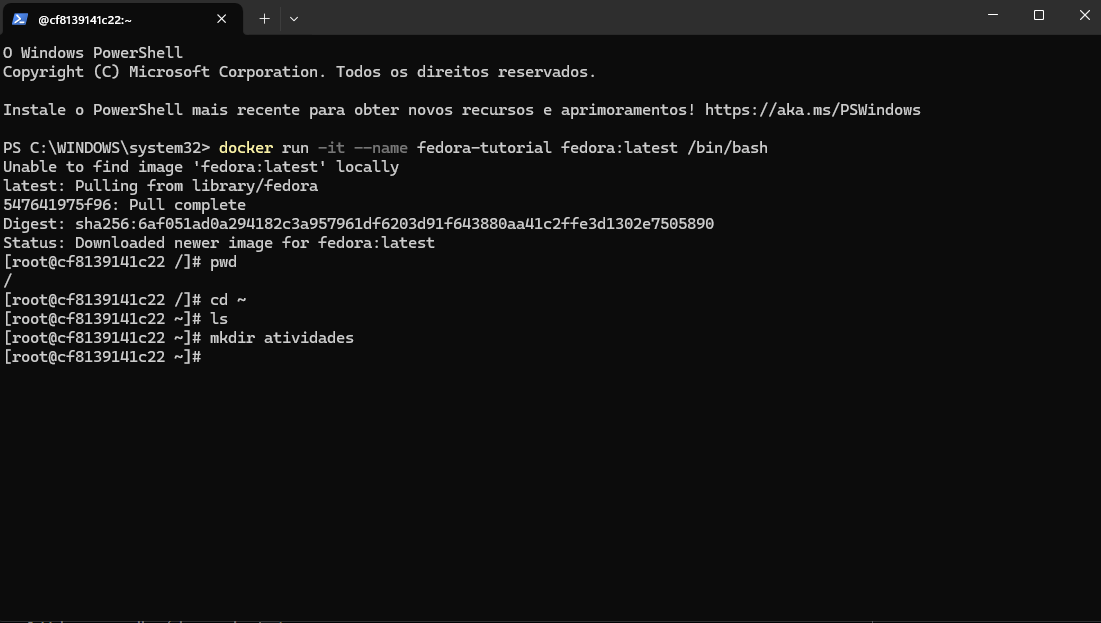 @cf8139141c22:~
O Windows PowerShell
Copyright (C) Microsoft Corporation. Todos os direitos reservados.
Instale o PowerShell mais recente para obter novos recursos e aprimoramentos! https://aka.ms/PSWindows
PS C:\WINDOWS\system32> docker run -it --name fedora-tutorial fedora:latest /bin/bash
Unable to find image 'fedora:latest' locally
latest: Pulling from library/fedora
547641975f96: Pull complete
Digest: sha256:6af051ad0a294182c3a957961df6203d91f643880aa41c2ffe3d1302e7505890
Status: Downloaded newer image for fedora:latest
[root@cf8139141c22 /]# pwd
/
[root@cf8139141c22 /]# cd ~
[root@cf8139141c22 ~]# ls
[root@cf8139141c22 ~]# mkdir atividades
[root@cf8139141c22 ~]#